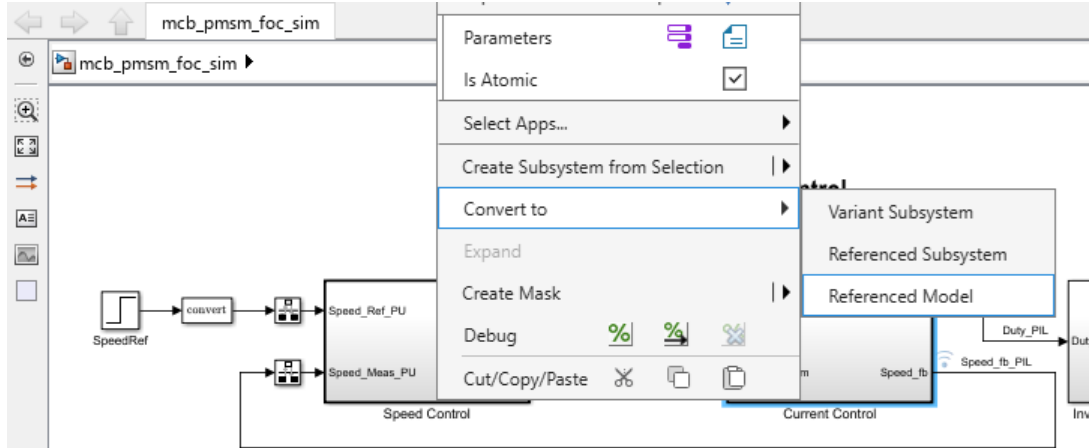 mcb_pmsm_foc_sim
mcb_pmsm_foc_sim
Parameters
Is Atomic
Select Apps...
Create Subsystem from Selection
Convert to
Variant Subsystem
Expand
Referenced Subsystem
Create Mask
Referenced Model
Debug
Cut/Copy/Paste
convert
SpeedRef
Speed_Ref_PU
Speed_Meas_PU
Speed Control
Duty_PIL
Speed_fb
Speed_fb_PIL
Current Control